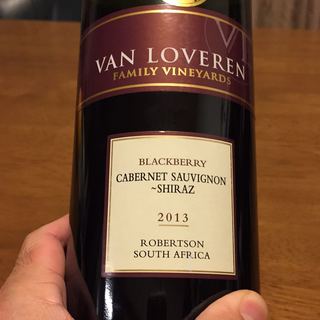 V
VAN LOVEREN
FAMILY VINEYARDS
BLACKBERRY
CABERNET SAUVIGNON
~SHIRAZ
2013
ROBERTSON
SOUTH AFRICA